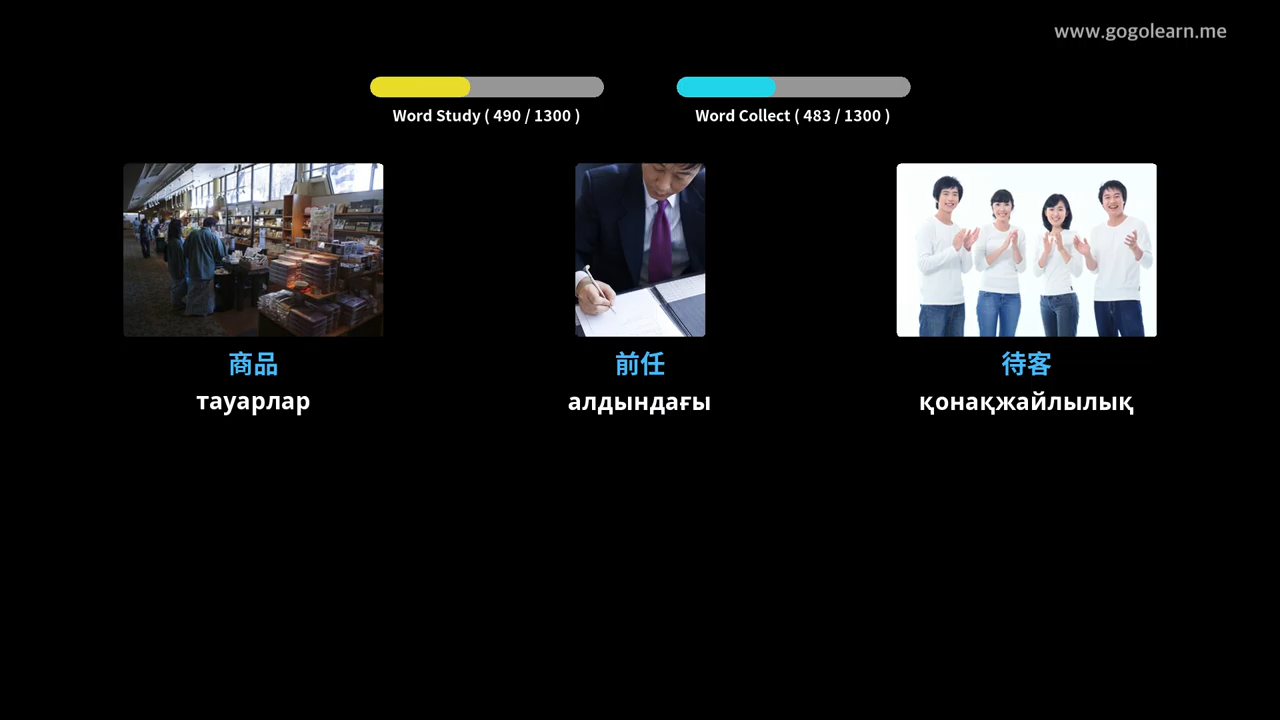 www.gogolearn.me
Word Study ( 490 / 1300 )
Word Collect ( 483 / 1300 )
商品
тауарлар
前任
алдындағы
待客
қонақжайлылық